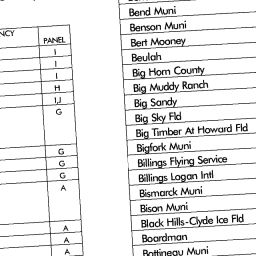 NCY
PANEL
I
I
I
H
I,J
G
G
G
G
A
A
A
A
Bend Muni
Benson Muni
Bert Mooney
Beulah
Big Horn County
Big Muddy Ranch
Big Sandy
Big Sky Fld
Big Timber At Howard Fld
Bigfork Muni
Billings Flying Service
Billings Logan Intl
Bismarck Muni
Bison Muni
Black Hills-Clyde Ice Fld
Boardman
Bottineau Muni